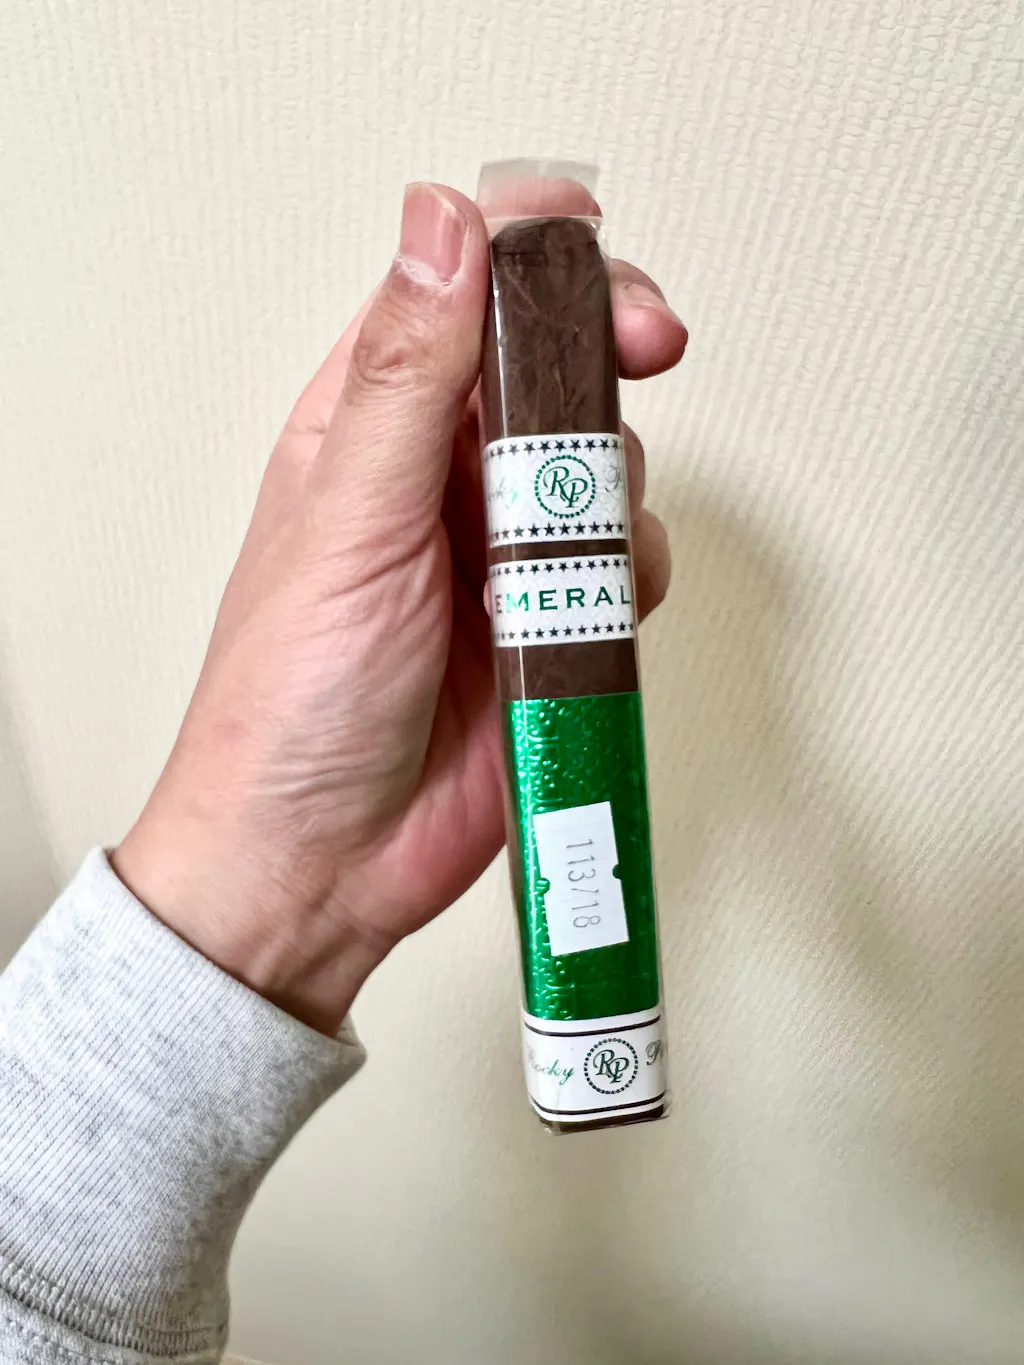 RP
EMERAL
113/18
Rocky RP